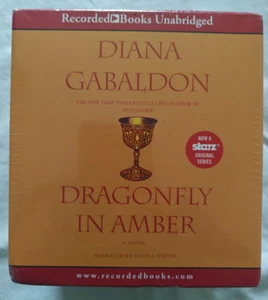 Recorded Books Unabridged
DIANA
GABALDON
THE NEW YORK TIMES BESTSELLING AUTHOR OF
OUTLANDER
NOW A
starz
ORIGINAL
SERIES
DRAGONFLY
IN AMBER
A NOVEL
NARRATED BY DAVINA PORTER
www.recordedbooks.com